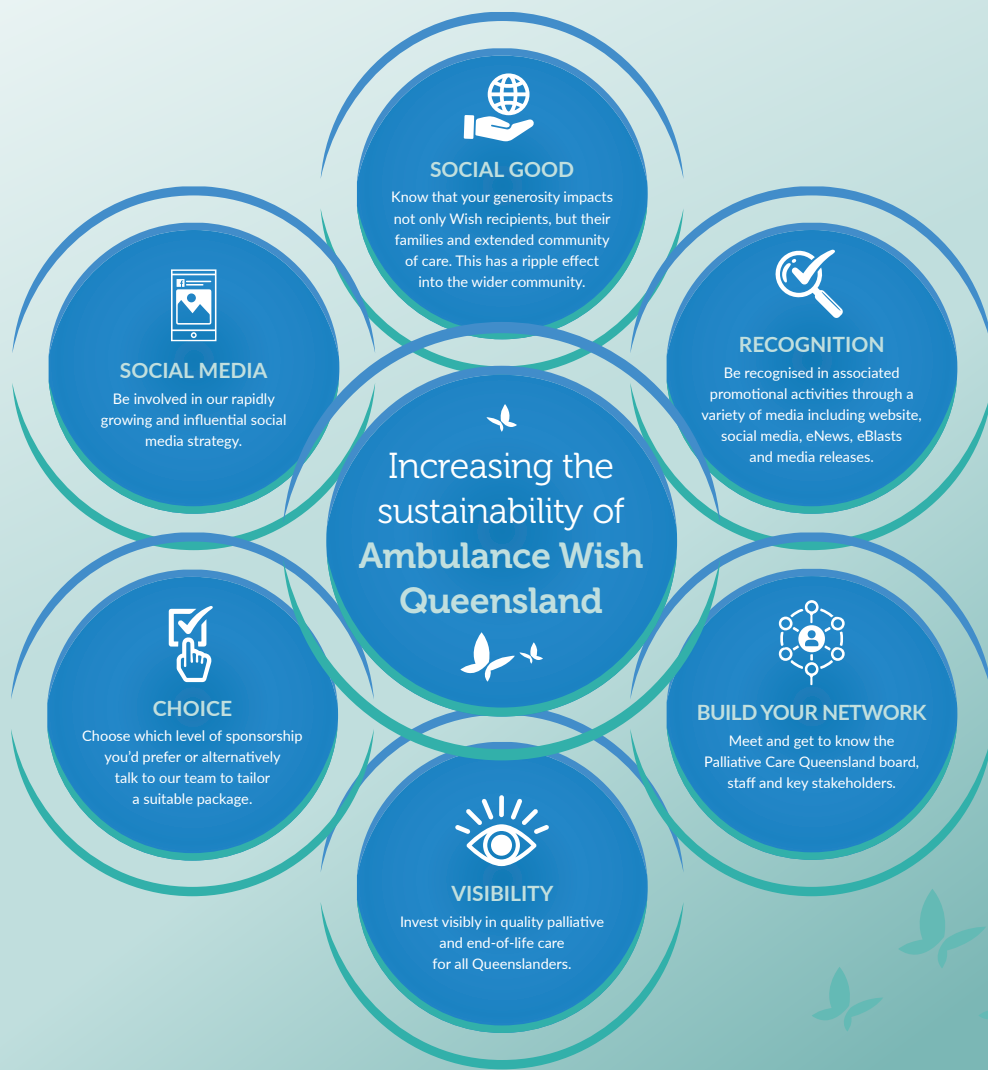 SOCIAL GOOD
Know that your generosity impacts
not only Wish recipients, but their
families and extended community
of care. This has a ripple effect
into the wider community.
RECOGNITION
Be recognised in associated
promotional activities through a
variety of media including website,
social media, eNews, eBlasts
and media releases.
SOCIAL MEDIA
Be involved in our rapidly
growing and influential social
media strategy.
Increasing the
sustainability of
Ambulance Wish
Queensland
CHOICE
Choose which level of sponsorship
you’d prefer or alternatively
talk to our team to tailor
a suitable package.
BUILD YOUR NETWORK
Meet and get to know the
Palliative Care Queensland board,
staff and key stakeholders.
VISIBILITY
Invest visibly in quality palliative
and end-of-life care
for all Queenslanders.